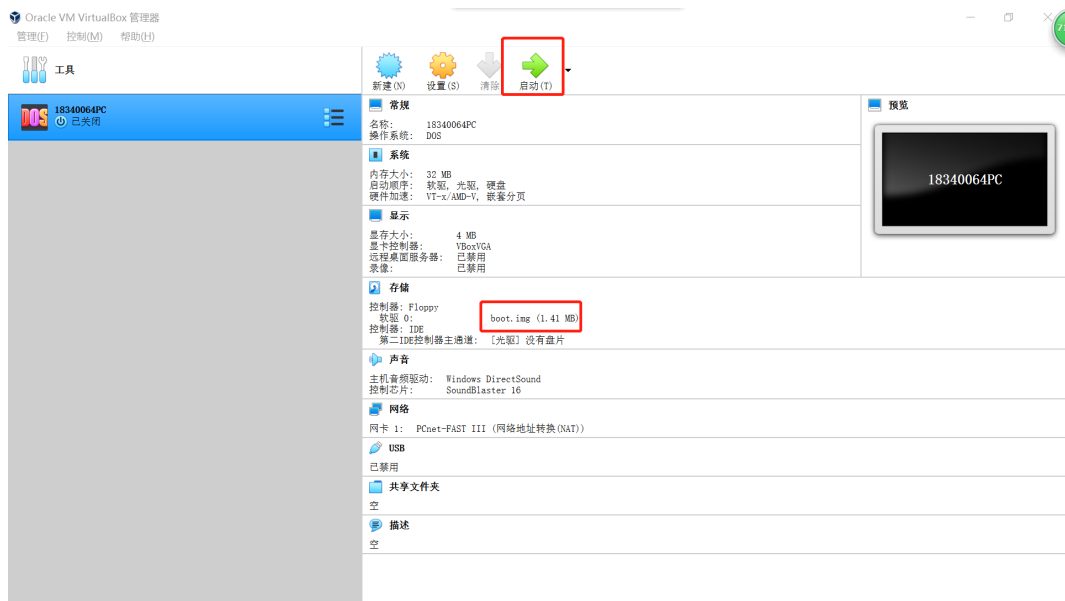 Oracle VM VirtualBox 管理器
管理(F) 控制(M) 帮助(H)
工具
新建(N) 设置(S) 清除 启动(T)
18340064PC
已关闭
常规
名称: 18340064PC
操作系统: DOS
系统
内存大小: 32 MB
启动顺序: 软驱, 光驱, 硬盘
硬件加速: VT-x/AMD-V, 嵌套分页
显示
显存大小: 4 MB
显卡控制器: VBoxVGA
远程桌面服务器: 已禁用
录像: 已禁用
预览
18340064PC
存储
控制器: Floppy
软驱 0: boot.img (1.41 MB)
控制器: IDE
第二IDE控制器主通道: [光驱] 没有盘片
声音
主机音频驱动: Windows DirectSound
控制芯片: SoundBlaster 16
网络
网卡 1: PCnet-FAST III (网络地址转换(NAT))
USB
已禁用
共享文件夹
空
描述
空